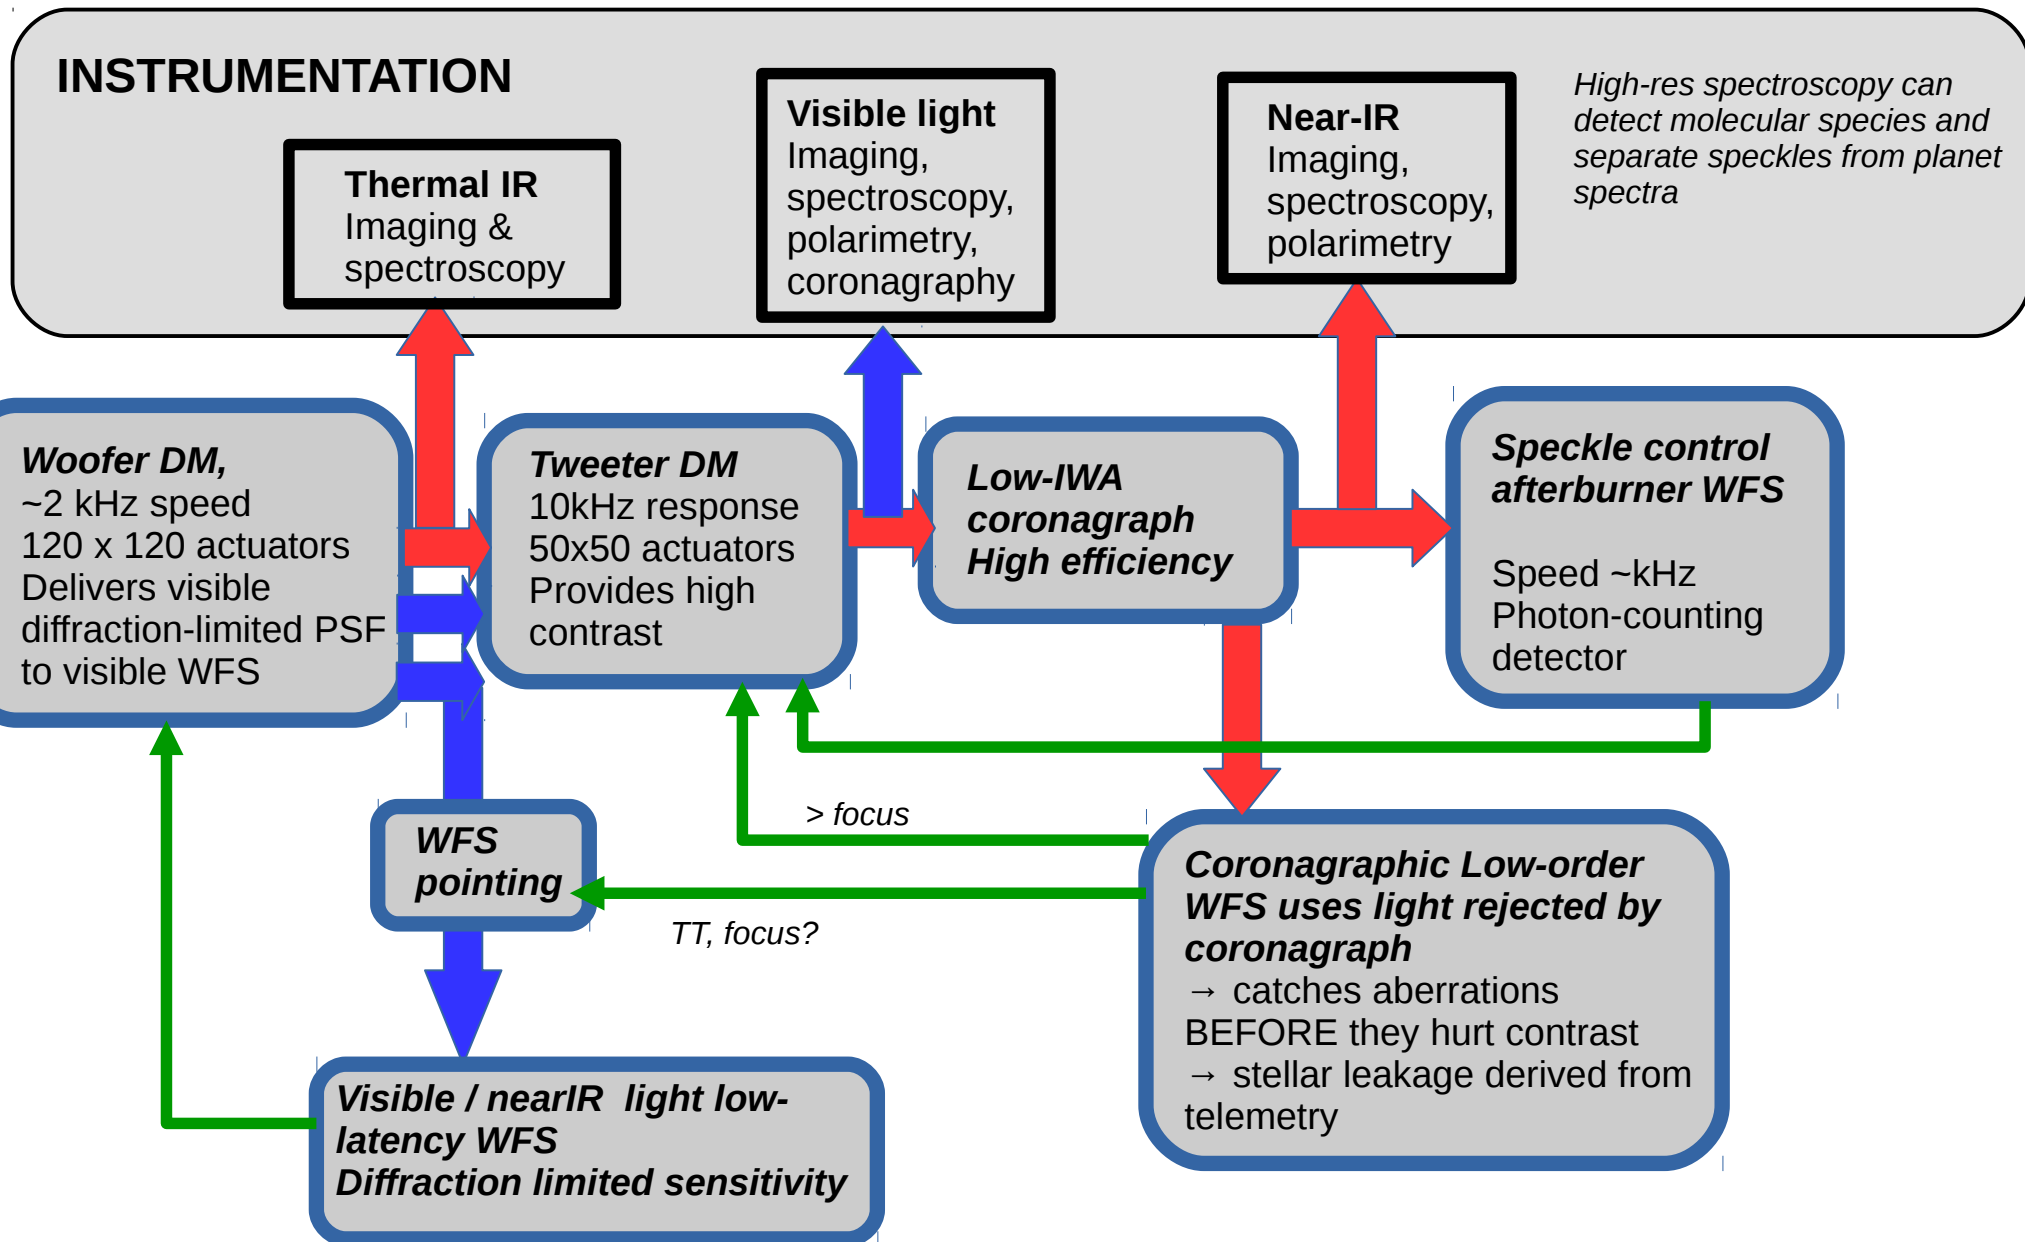 INSTRUMENTATION
Thermal IR
Imaging &
spectroscopy
Visible light
Imaging,
spectroscopy,
polarimetry,
coronagraphy
Near-IR
Imaging,
spectroscopy,
polarimetry
High-res spectroscopy can
detect molecular species and
separate speckles from planet
spectra
Woofer DM,
~2 kHz speed
120 x 120 actuators
Delivers visible
diffraction-limited PSF
to visible WFS
Tweeter DM
10kHz response
50x50 actuators
Provides high
contrast
Low-IWA
coronagraph
High efficiency
Speckle control
afterburner WFS
Speed ~kHz
Photon-counting
detector
> focus
WFS
pointing
TT, focus?
Coronagraphic Low-order
WFS uses light rejected by
coronagraph
→ catches aberrations
BEFORE they hurt contrast
→ stellar leakage derived from
telemetry
Visible / nearIR  light low-
latency WFS
Diffraction limited sensitivity